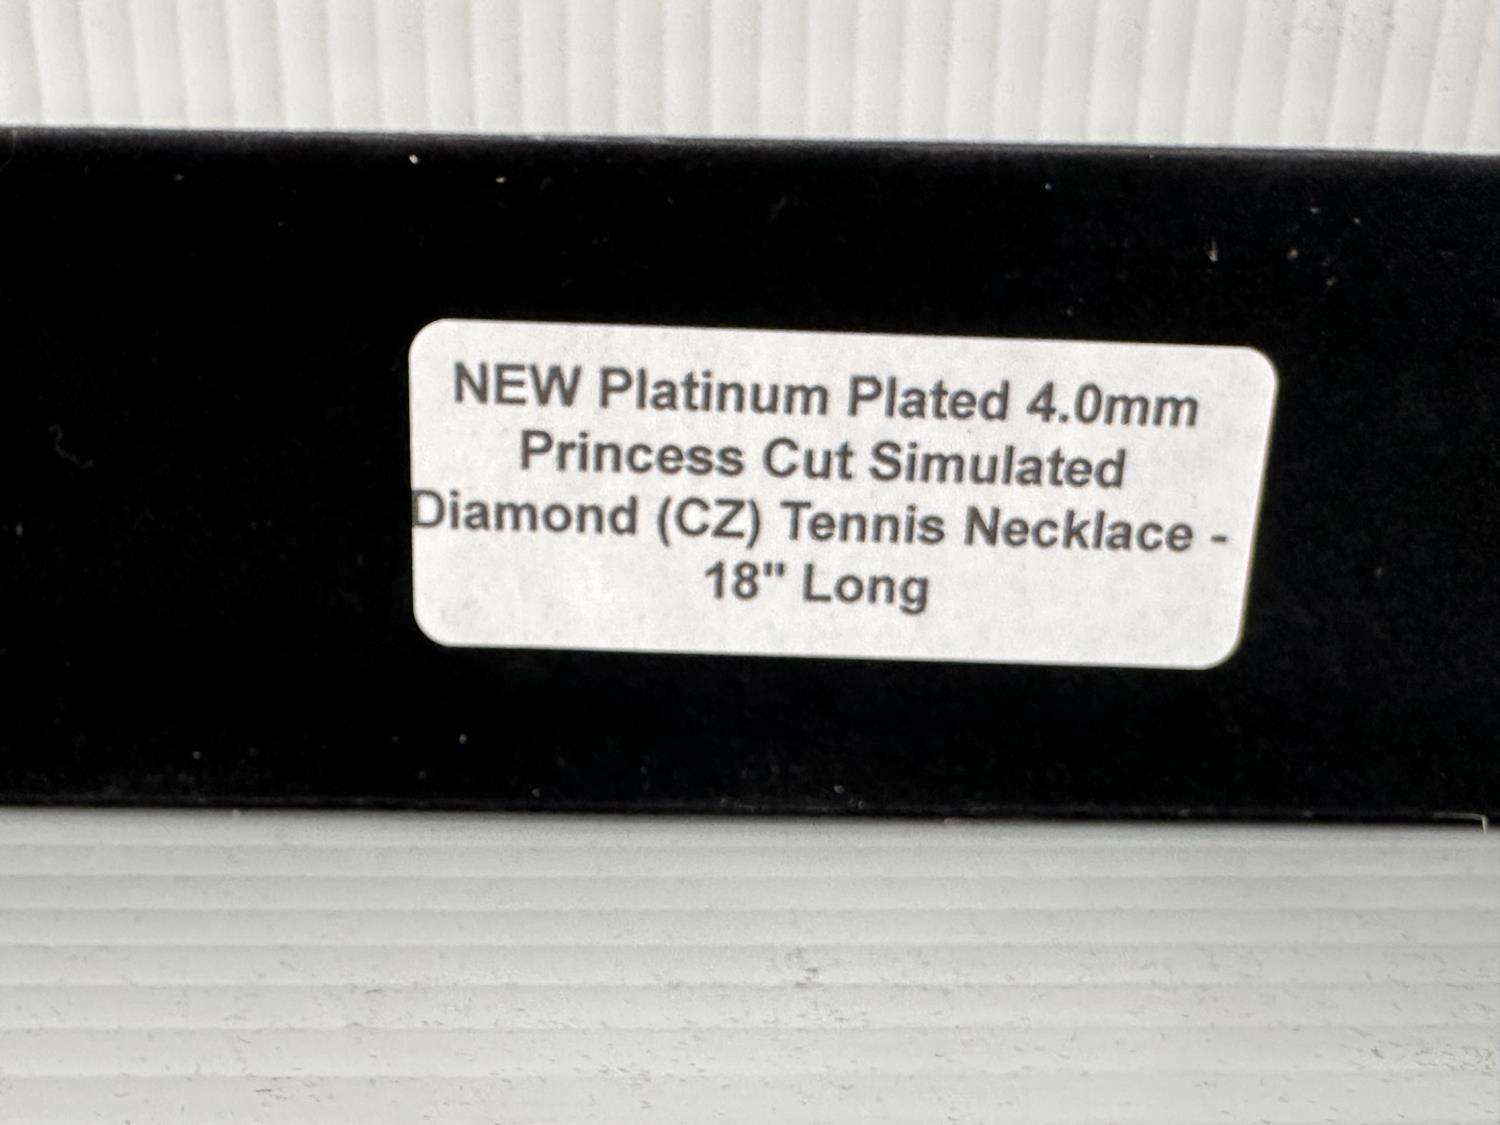 NEW Platinum Plated 4.0mm
Princess Cut Simulated
Diamond (CZ) Tennis Necklace -
18" Long